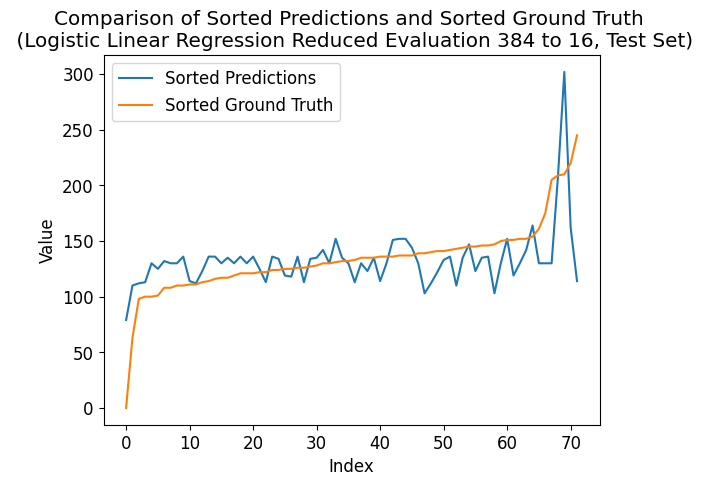 Comparison of Sorted Predictions and Sorted Ground Truth
(Logistic Linear Regression Reduced Evaluation 384 to 16, Test Set)
Sorted Predictions
Sorted Ground Truth
300
250
200
150
100
50
0
Value
0 10 20 30 40 50 60 70
Index